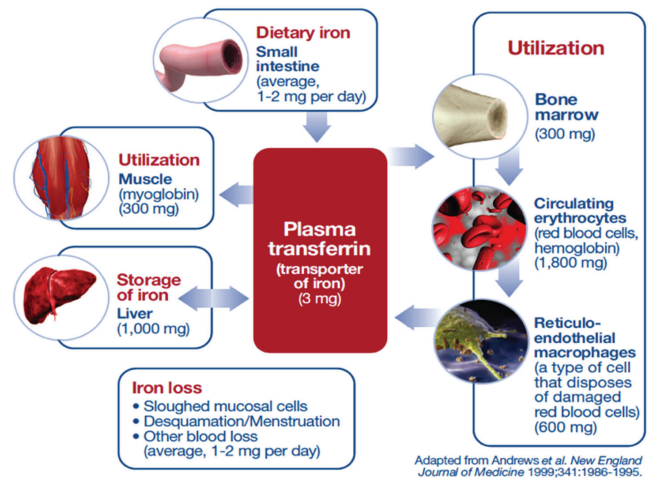 Dietary iron
Small
intestine
(average,
1-2 mg per day)
Utilization
Bone
marrow
(300 mg)
Utilization
Muscle
(myoglobin)
(300 mg)
Plasma
transferrin
(transporter
of iron)
(3 mg)
Circulating
erythrocytes
(red blood cells,
hemoglobin)
(1,800 mg)
Storage
of iron
Liver
(1,000 mg)
Reticulo-
endothelial
macrophages
(a type of cell
that disposes
of damaged
red blood cells)
(600 mg)
Iron loss
• Sloughed mucosal cells
• Desquamation/Menstruation
• Other blood loss
(average, 1-2 mg per day)
Adapted from Andrews et al. New England
Journal of Medicine 1999;341:1986-1995.